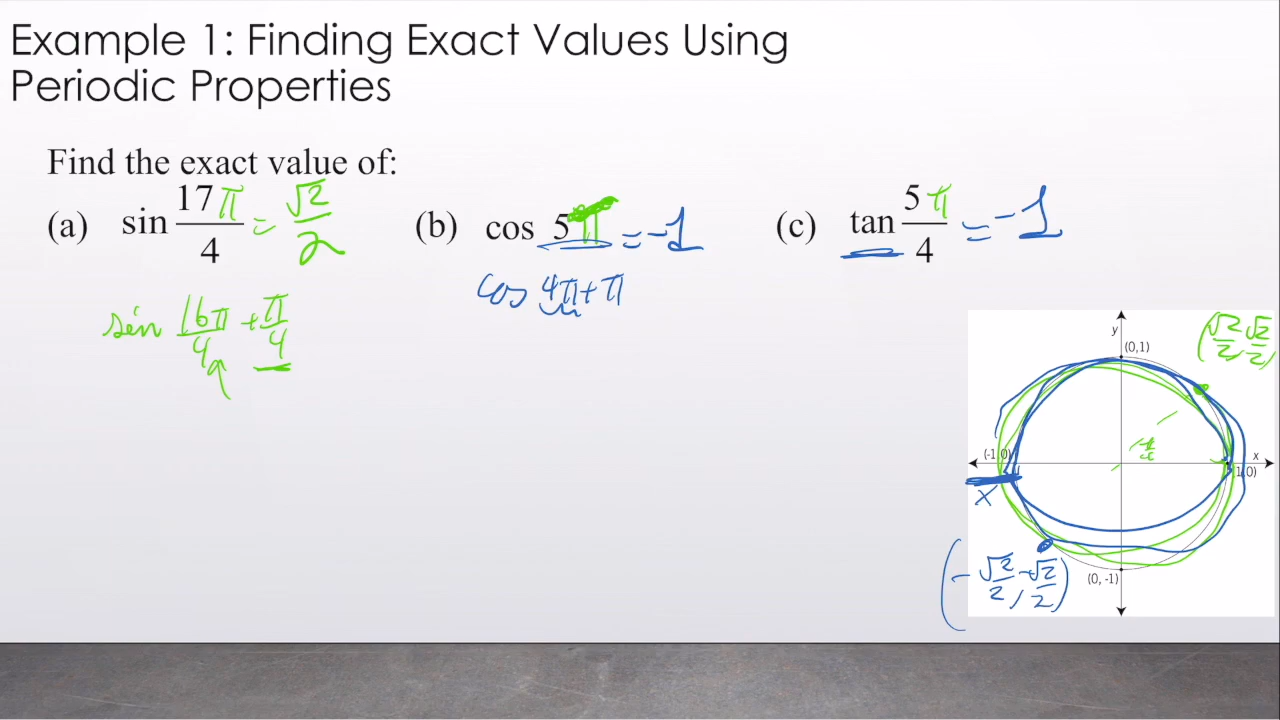 Example 1: Finding Exact Values Using
Periodic Properties
Find the exact value of:
(a) sin 17π/4 = √2/2
(b) cos 5π = -1
(c) tan 5π/4 = -1
sin 16π/4 + π/4
cos 4π + π
y
(0,1)
(√2/2, √2/2)
(-1,0)
x
(1,0)
x
(-√2/2, -√2/2)
(0, -1)